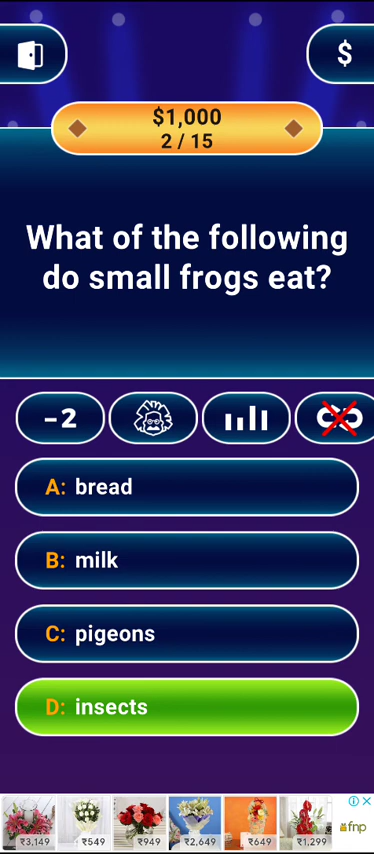 $
$1,000
2 / 15
What of the following
do small frogs eat?
-2
A: bread
B: milk
C: pigeons
D: insects
₹3,149 ₹549 ₹949 ₹2,649 ₹649 ₹1,299 fnp